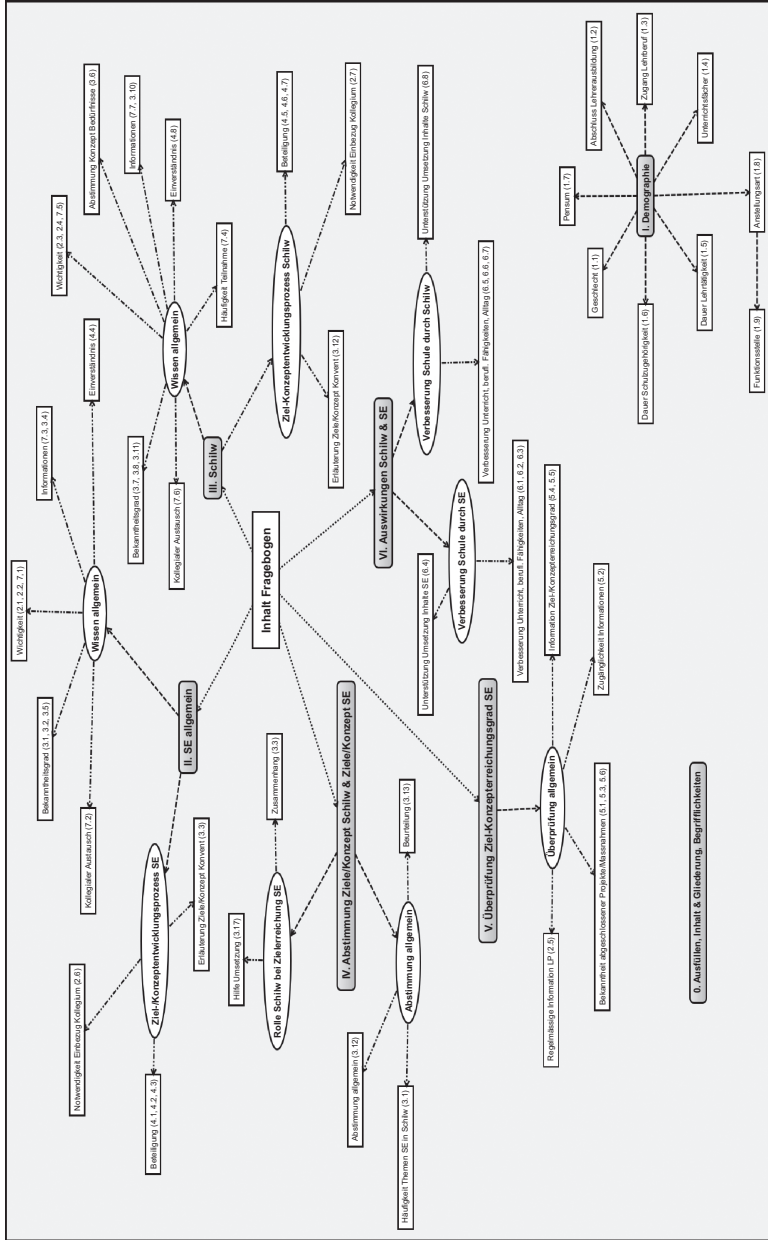 Inhalt Fragebogen
0. Ausfüllen, Inhalt & Gliederung, Begrifflichkeiten
I. Demographie
Geschlecht (1.1)
Abschluss Lehrerausbildung (1.2)
Zugang Lehrberuf (1.3)
Unterrichtsfächer (1.4)
Dauer Lehrtätigkeit (1.5)
Dauer Schulzugehörigkeit (1.6)
Pensum (1.7)
Anstellungsart (1.8)
Funktionsstelle (1.9)
II. SE allgemein
Wissen allgemein
Kollegialer Austausch (7.2)
Bekanntheitsgrad (3.1, 3.2, 3.5)
Wichtigkeit (2.1, 2.2, 7.1)
Informationen (7.3, 3.4)
Einverständnis (4.4)
Ziel-/Konzeptentwicklungsprozess SE
Notwendigkeit Einbezug Kollegium (2.6)
Beteiligung (4.1, 4.2, 4.3)
Erläuterung Ziele/Konzept Konvent (3.3)
III. Schilw
Wissen allgemein
Kollegialer Austausch (7.6)
Bekanntheitsgrad (3.7, 3.8, 3.11)
Wichtigkeit (2.3, 2.4, 7.5)
Abstimmung Konzept Bedürfnisse (3.6)
Informationen (7.7, 3.10)
Einverständnis (4.8)
Häufigkeit Teilnahme (7.4)
Ziel-Konzeptentwicklungsprozess Schilw
Beteiligung (4.5, 4.6, 4.7)
Notwendigkeit Einbezug Kollegium (2.7)
Erläuterung Ziele/Konzept Konvent (3.12)
IV. Abstimmung Ziele/Konzept Schilw & Ziele/Konzept SE
Rolle Schilw bei Zielerreichung SE
Hilfe Umsetzung (3.17)
Zusammenhang (3.3)
Abstimmung allgemein
Abstimmung allgemein (3.12)
Häufigkeit Themen SE in Schilw (3.1)
Beurteilung (3.13)
V. Überprüfung Ziel-Konzepterreichungsgrad SE
Überprüfung allgemein
Regelmässige Information LP (2.5)
Bekanntheit abgeschlossener Projekte/Massnahmen (5.1, 5.3, 5.6)
Zugänglichkeit Informationen (5.2)
Information Ziel-/Konzepterreichungsgrad (5.4, 5.5)
VI. Auswirkungen Schilw & SE
Verbesserung Schule durch SE
Unterstützung Umsetzung Inhalte SE (6.4)
Verbesserung Unterricht, berufl. Fähigkeiten, Alltag (6.1, 6.2, 6.3)
Verbesserung Schule durch Schilw
Unterstützung Umsetzung Inhalte Schilw (6.8)
Verbesserung Unterricht, berufl. Fähigkeiten, Alltag (6.5, 6.6, 6.7)